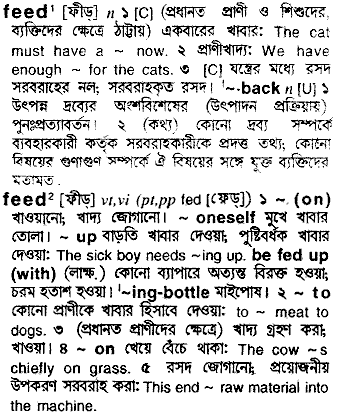 feed¹ [ফীড়] n ১ [C] (প্রধানত প্রাণী ও শিশুদের,
ব্যক্তিদের ক্ষেত্রে ঠাট্টায়) একবারের খাবার: The cat
must have a ~ now. ২ প্রাণীখাদ্য: We have
enough ~ for the cats. ৩ [C] যন্ত্রের মধ্যে রসদ
সরবরাহের নল; সরবরাহকৃত রসদ। ˈ~·back n [U] ১
উৎপন্ন দ্রব্যের অংশবিশেষের (উৎপাদন প্রক্রিয়ায়)
পুনঃপ্রত্যাবর্তন। ২ (কথ্য) কোনো দ্রব্য সম্পর্কে
ব্যবহারকারী কর্তৃক সরবরাহকারীকে প্রদত্ত তথ্য; কোনো
বিষয়ের গুণাগুণ সম্পর্কে ঐ বিষয়ের সঙ্গে যুক্ত ব্যক্তিদের
মতামত।
feed² [ফীড়] vt,vi (pt,pp fed [ফেড়]) ১ ~ (on)
খাওয়ানো; খাদ্য জোগানো। ~ oneself মুখে খাবার
তোলা। ~ up বাড়তি খাবার দেওয়া; পুষ্টিবর্ধক খাবার
দেওয়া: The sick boy needs ~ing up. be fed up
(with) (লাক্ষ.) কোনো ব্যাপারে অত্যন্ত বিরক্ত হওয়া;
চরম হতাশ হওয়া। ˈ~ing-bottle মাইপোষ। ২ ~ to
কোনো প্রাণীকে খাবার হিসাবে দেওয়া: to ~ meat to
dogs. ৩ (প্রধানত প্রাণীদের ক্ষেত্রে) খাদ্য গ্রহণ করা;
খাওয়া। ৪ ~ on খেয়ে বেঁচে থাকা: The cow ~s
chiefly on grass. ৫ রসদ জোগানো; প্রয়োজনীয়
উপকরণ সরবরাহ করা: This end ~ raw material into
the machine.